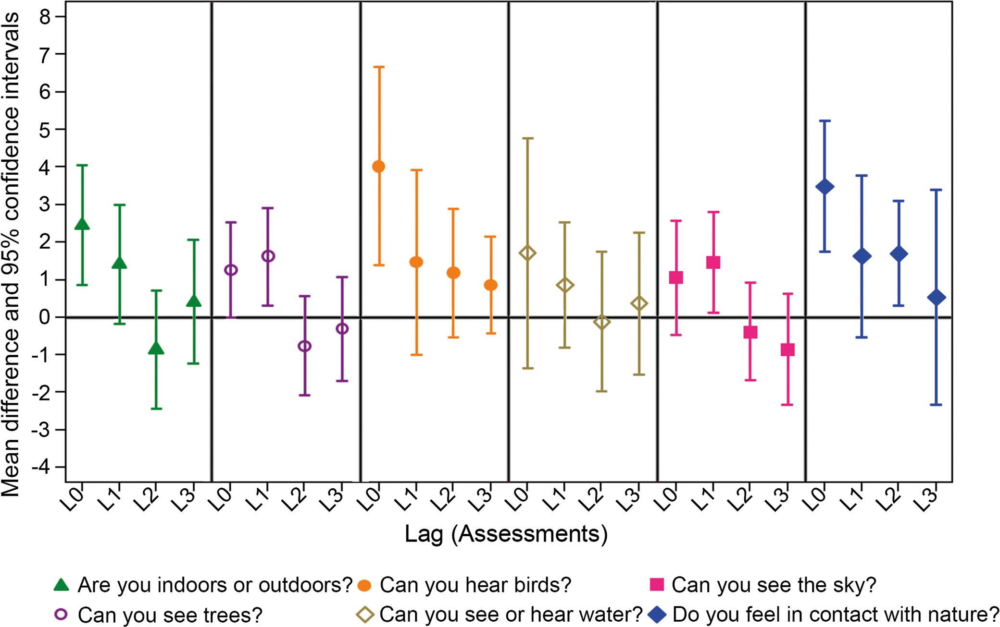 Mean difference and 95% confidence intervals
8
7
6
5
4
3
2
1
0
-1
-2
-3
-4
L0 L1 L2 L3 L0 L1 L2 L3 L0 L1 L2 L3 L0 L1 L2 L3 L0 L1 L2 L3 L0 L1 L2 L3
Lag (Assessments)
Are you indoors or outdoors? Can you hear birds? Can you see the sky?
Can you see trees? Can you see or hear water? Do you feel in contact with nature?